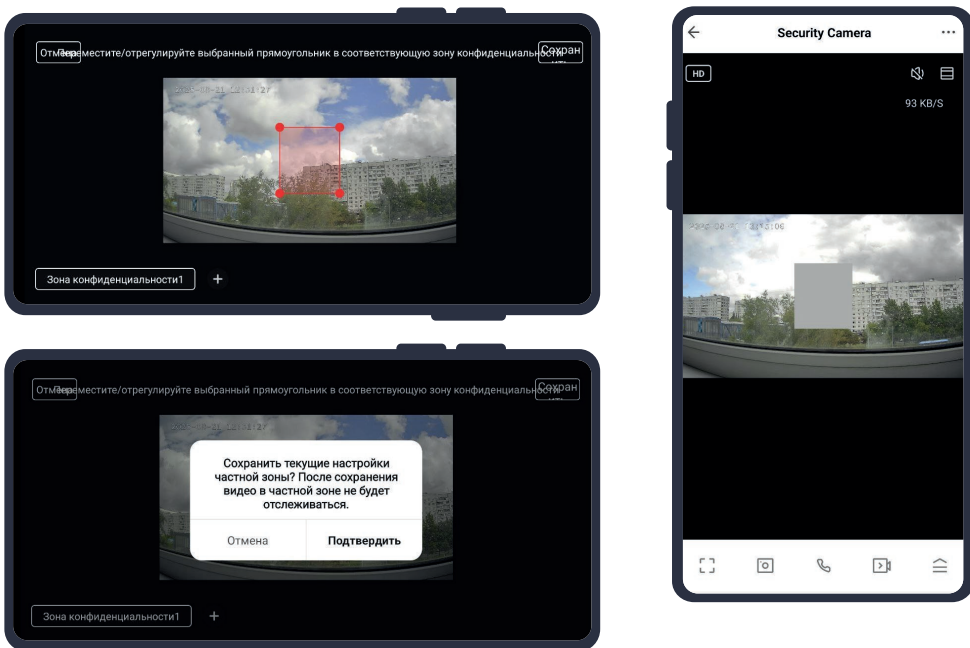 Отмена
Переместите/отрегулируйте выбранный прямоугольник в соответствующую зону конфиденциальности
Сохран
ить
Зона конфиденциальности1
+
Отмена
Переместите/отрегулируйте выбранный прямоугольник в соответствующую зону конфиденциальности
Сохран
ить
Сохранить текущие настройки
частной зоны? После сохранения
видео в частной зоне не будет
отслеживаться.
Отмена
Подтвердить
Зона конфиденциальности1
+
Security Camera
HD
93 KB/S